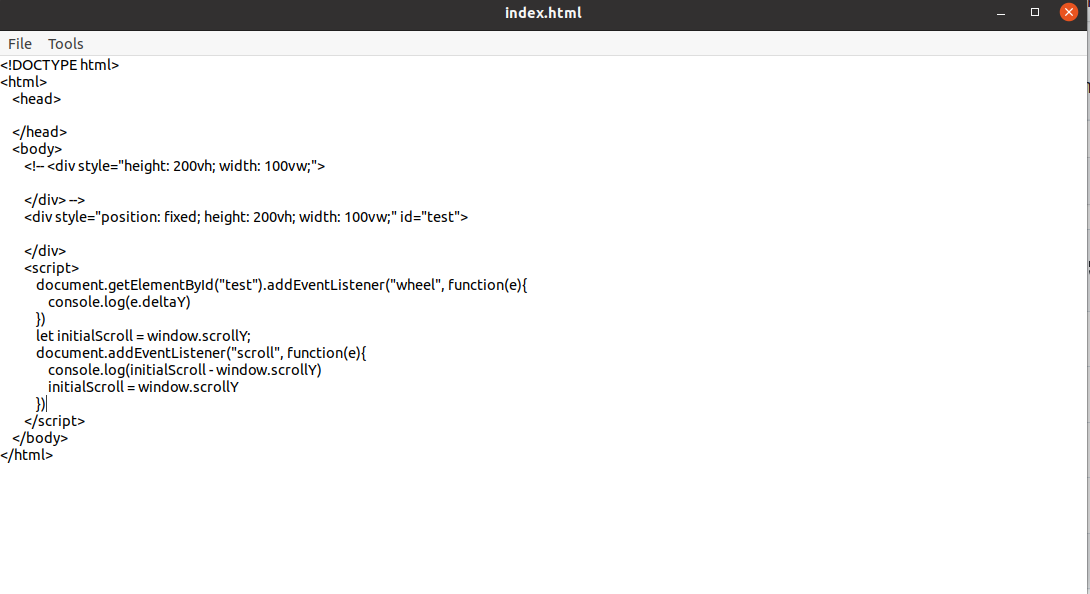 index.html
File Tools
<!DOCTYPE html>
<html>
<head>
</head>
<body>
<!-- <div style="height: 200vh; width: 100vw;">
</div> -->
<div style="position: fixed; height: 200vh; width: 100vw;" id="test">
</div>
<script>
document.getElementById("test").addEventListener("wheel", function(e){
console.log(e.deltaY)
})
let initialScroll = window.scrollY;
document.addEventListener("scroll", function(e){
console.log(initialScroll - window.scrollY)
initialScroll = window.scrollY
})
</script>
</body>
</html>